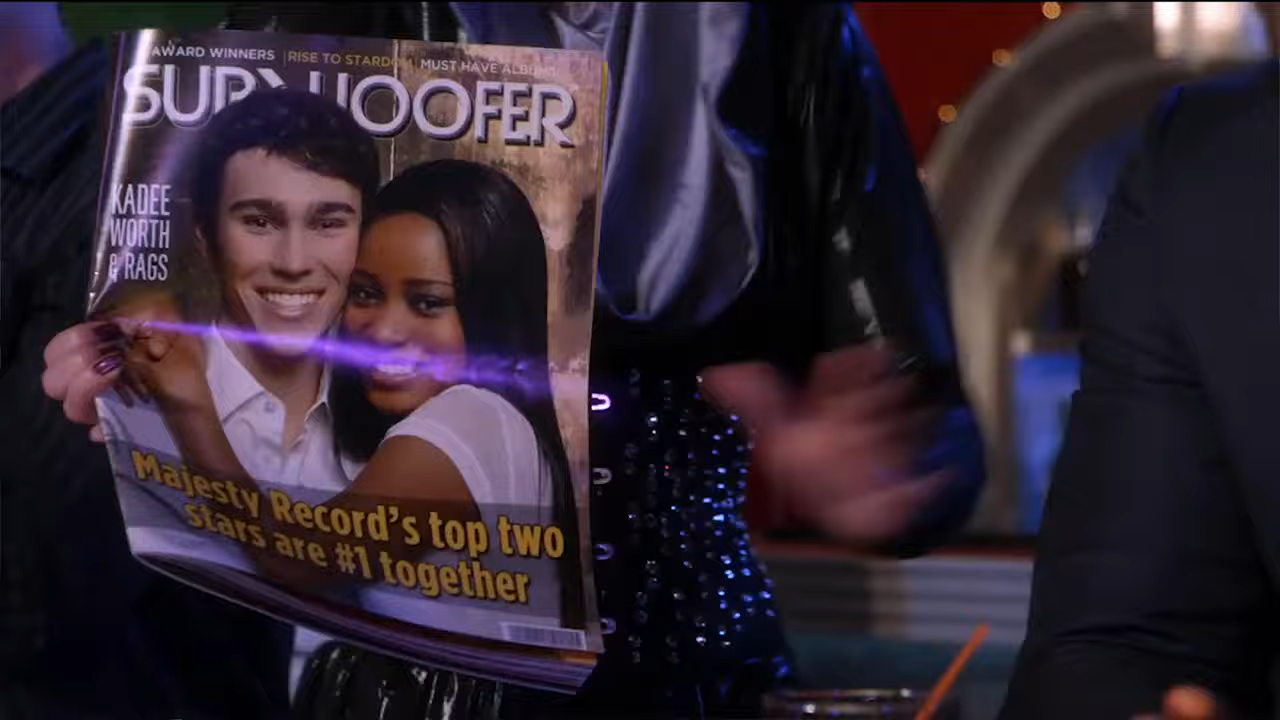 AWARD WINNERS | RISE TO STARDOM MUST HAVE ALBUMS
SUBWOOFER
KADEE
WORTH
& RAGS
Majesty Record's top two
stars are #1 together